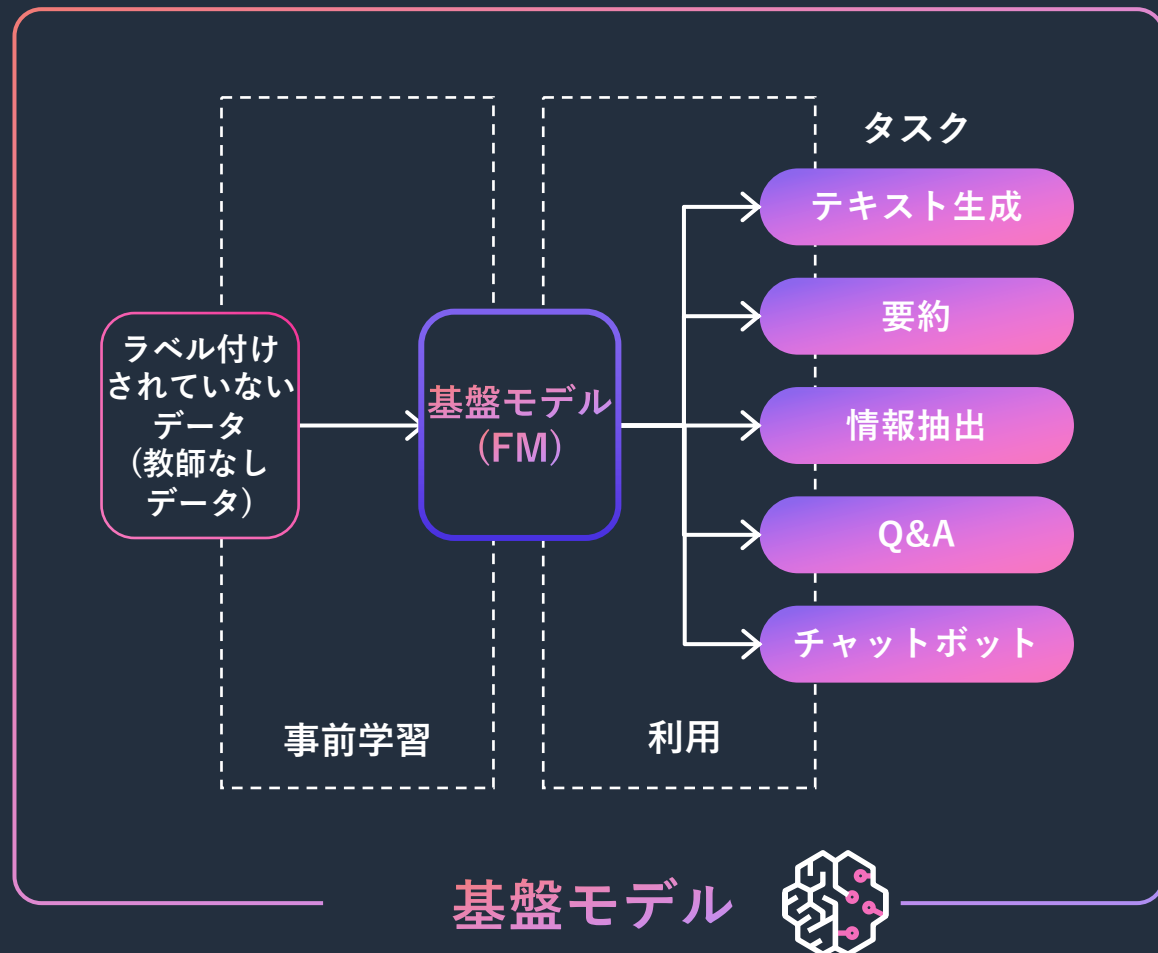 タスク
テキスト生成
要約
情報抽出
Q&A
チャットボット
ラベル付け
されていない
データ
（教師なし
データ）
基盤モデル
（FM）
事前学習
利用
基盤モデル